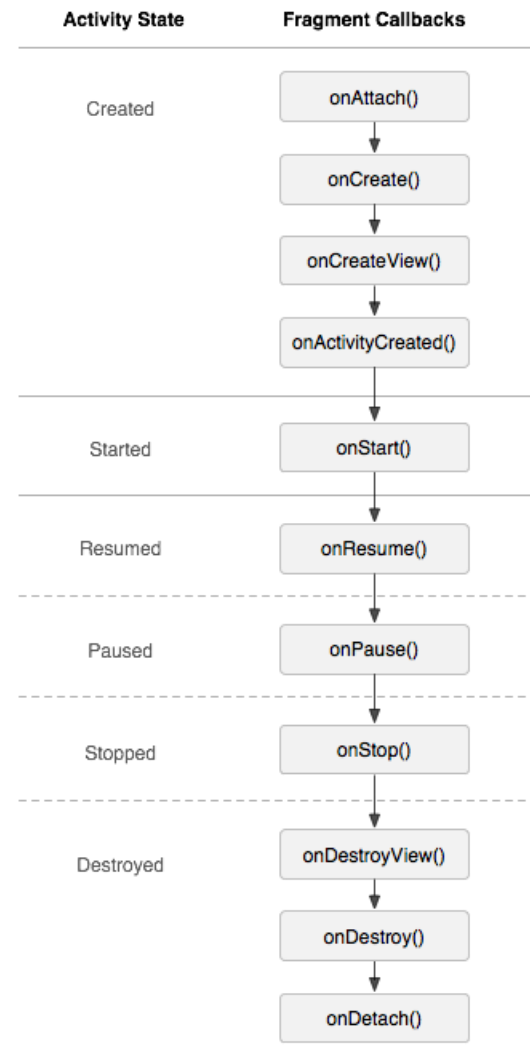 Activity State Fragment Callbacks
Created
onAttach()
onCreate()
onCreateView()
onActivityCreated()
Started onStart()
Resumed onResume()
Paused onPause()
Stopped onStop()
Destroyed onDestroyView()
onDestroy()
onDetach()